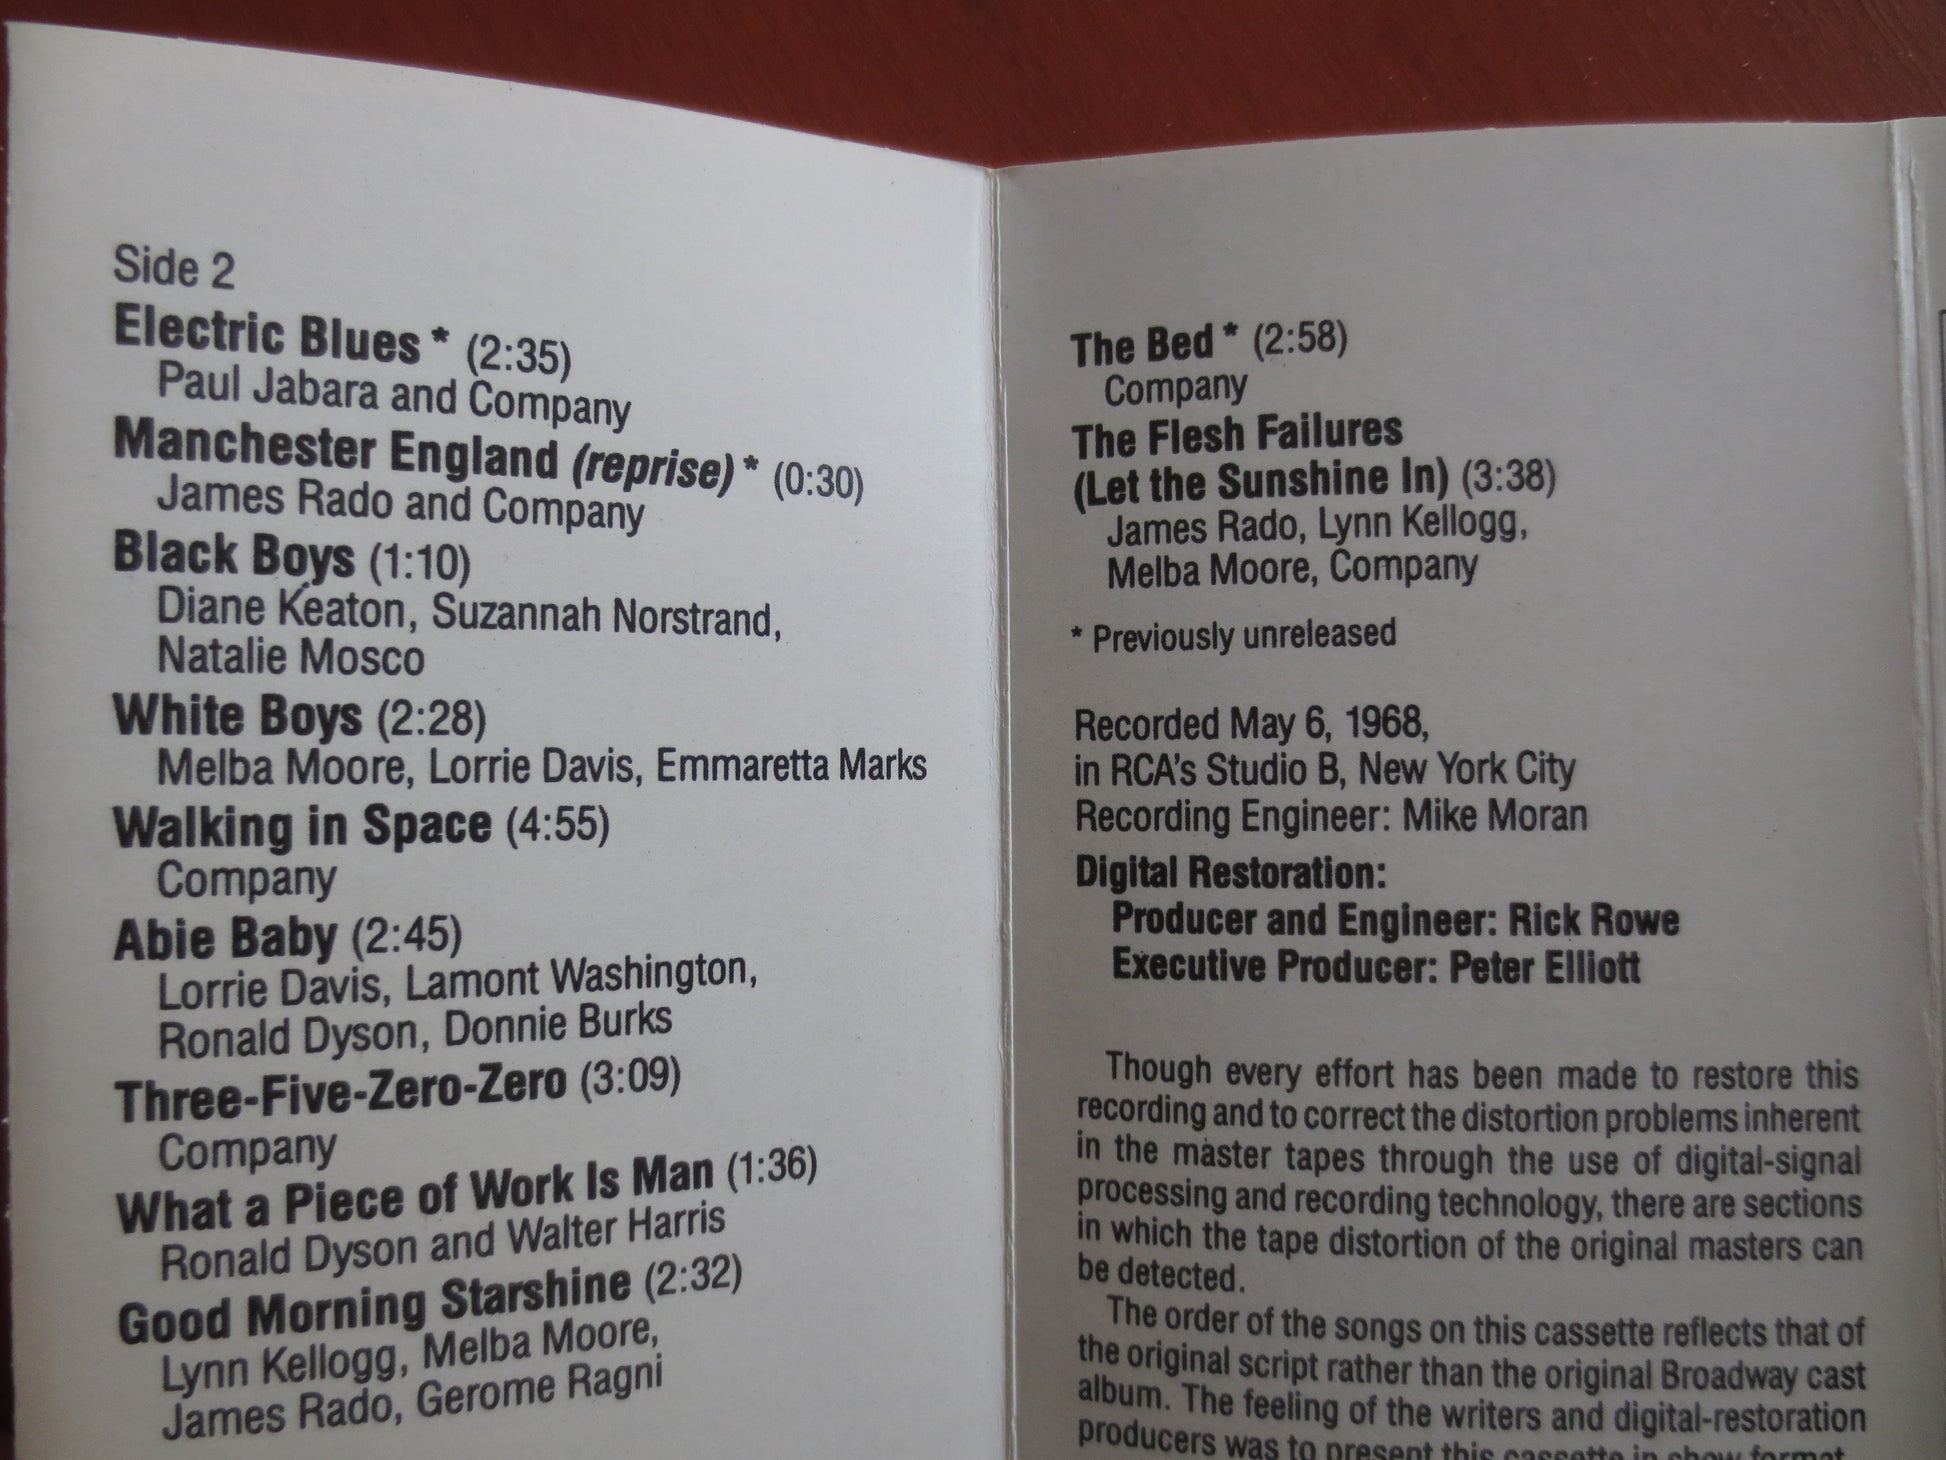 Side 2
Electric Blues * (2:35)
Paul Jabara and Company
Manchester England (reprise) * (0:30)
James Rado and Company
Black Boys (1:10)
Diane Keaton, Suzannah Norstrand,
Natalie Mosco
White Boys (2:28)
Melba Moore, Lorrie Davis, Emmaretta Marks
Walking in Space (4:55)
Company
Abie Baby (2:45)
Lorrie Davis, Lamont Washington,
Ronald Dyson, Donnie Burks
Three-Five-Zero-Zero (3:09)
Company
What a Piece of Work Is Man (1:36)
Ronald Dyson and Walter Harris
Good Morning Starshine (2:32)
Lynn Kellogg, Melba Moore,
James Rado, Gerome Ragni
The Bed * (2:58)
Company
The Flesh Failures
(Let the Sunshine In) (3:38)
James Rado, Lynn Kellogg,
Melba Moore, Company
* Previously unreleased
Recorded May 6, 1968,
in RCA's Studio B, New York City
Recording Engineer: Mike Moran
Digital Restoration:
Producer and Engineer: Rick Rowe
Executive Producer: Peter Elliott
Though every effort has been made to restore this
recording and to correct the distortion problems inherent
in the master tapes through the use of digital-signal
processing and recording technology, there are sections
in which the tape distortion of the original masters can
be detected.
The order of the songs on this cassette reflects that of
the original script rather than the original Broadway cast
album. The feeling of the writers and digital-restoration
producers was to present this cassette in show format